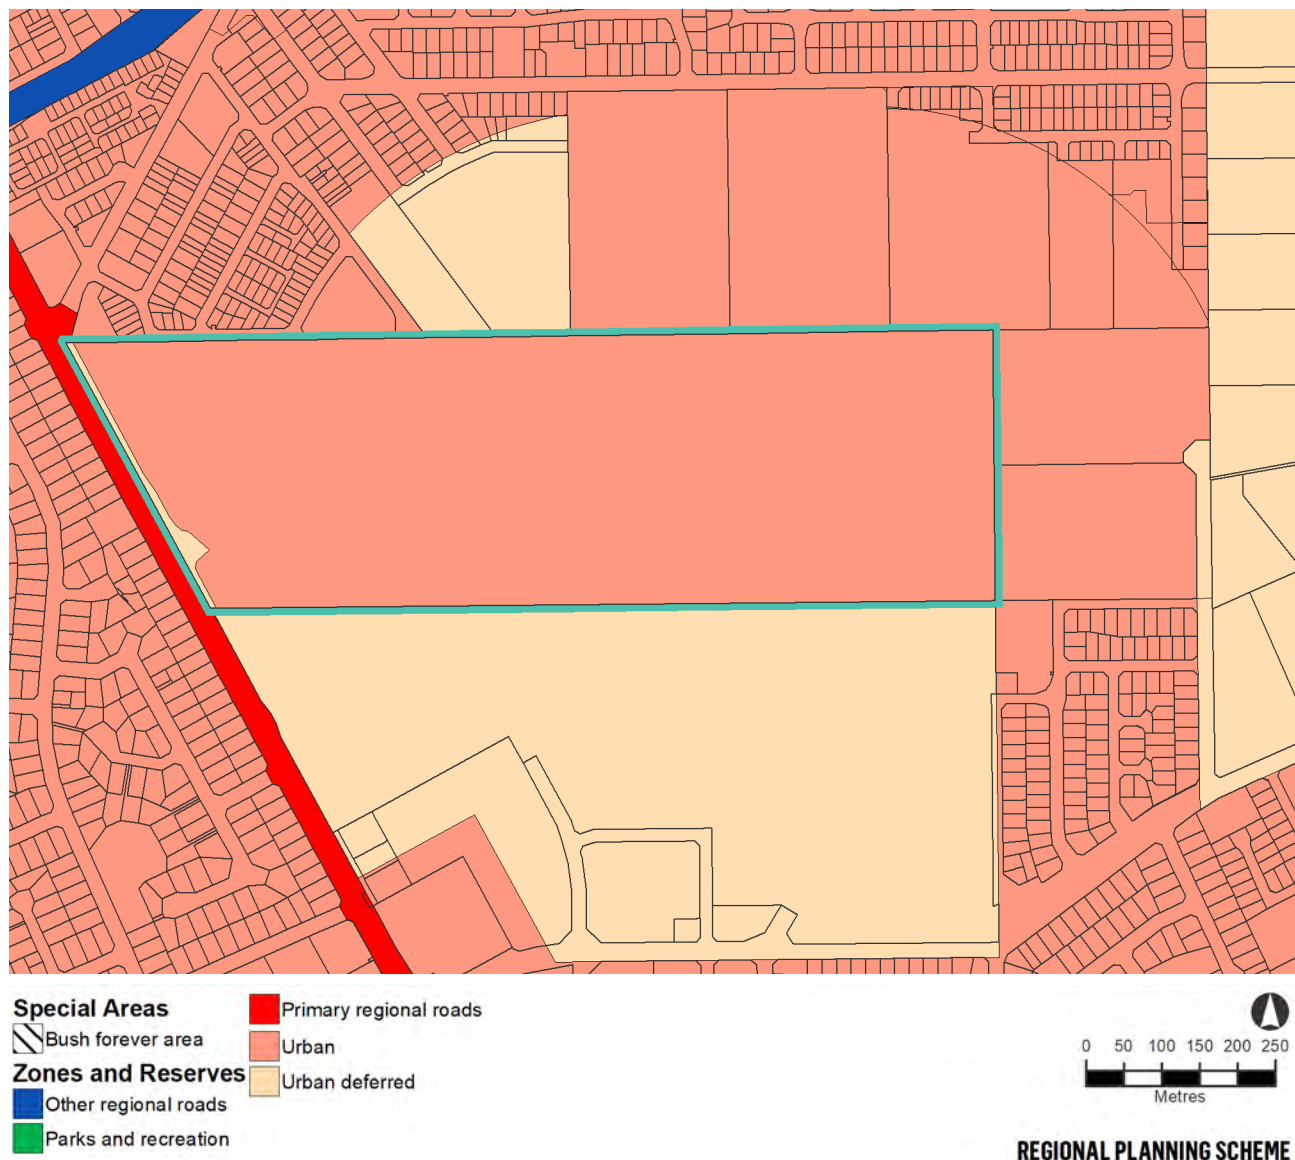 Special Areas
Bush forever area
Zones and Reserves
Other regional roads
Parks and recreation
Primary regional roads
Urban
Urban deferred
0 50 100 150 200 250
Metres
REGIONAL PLANNING SCHEME